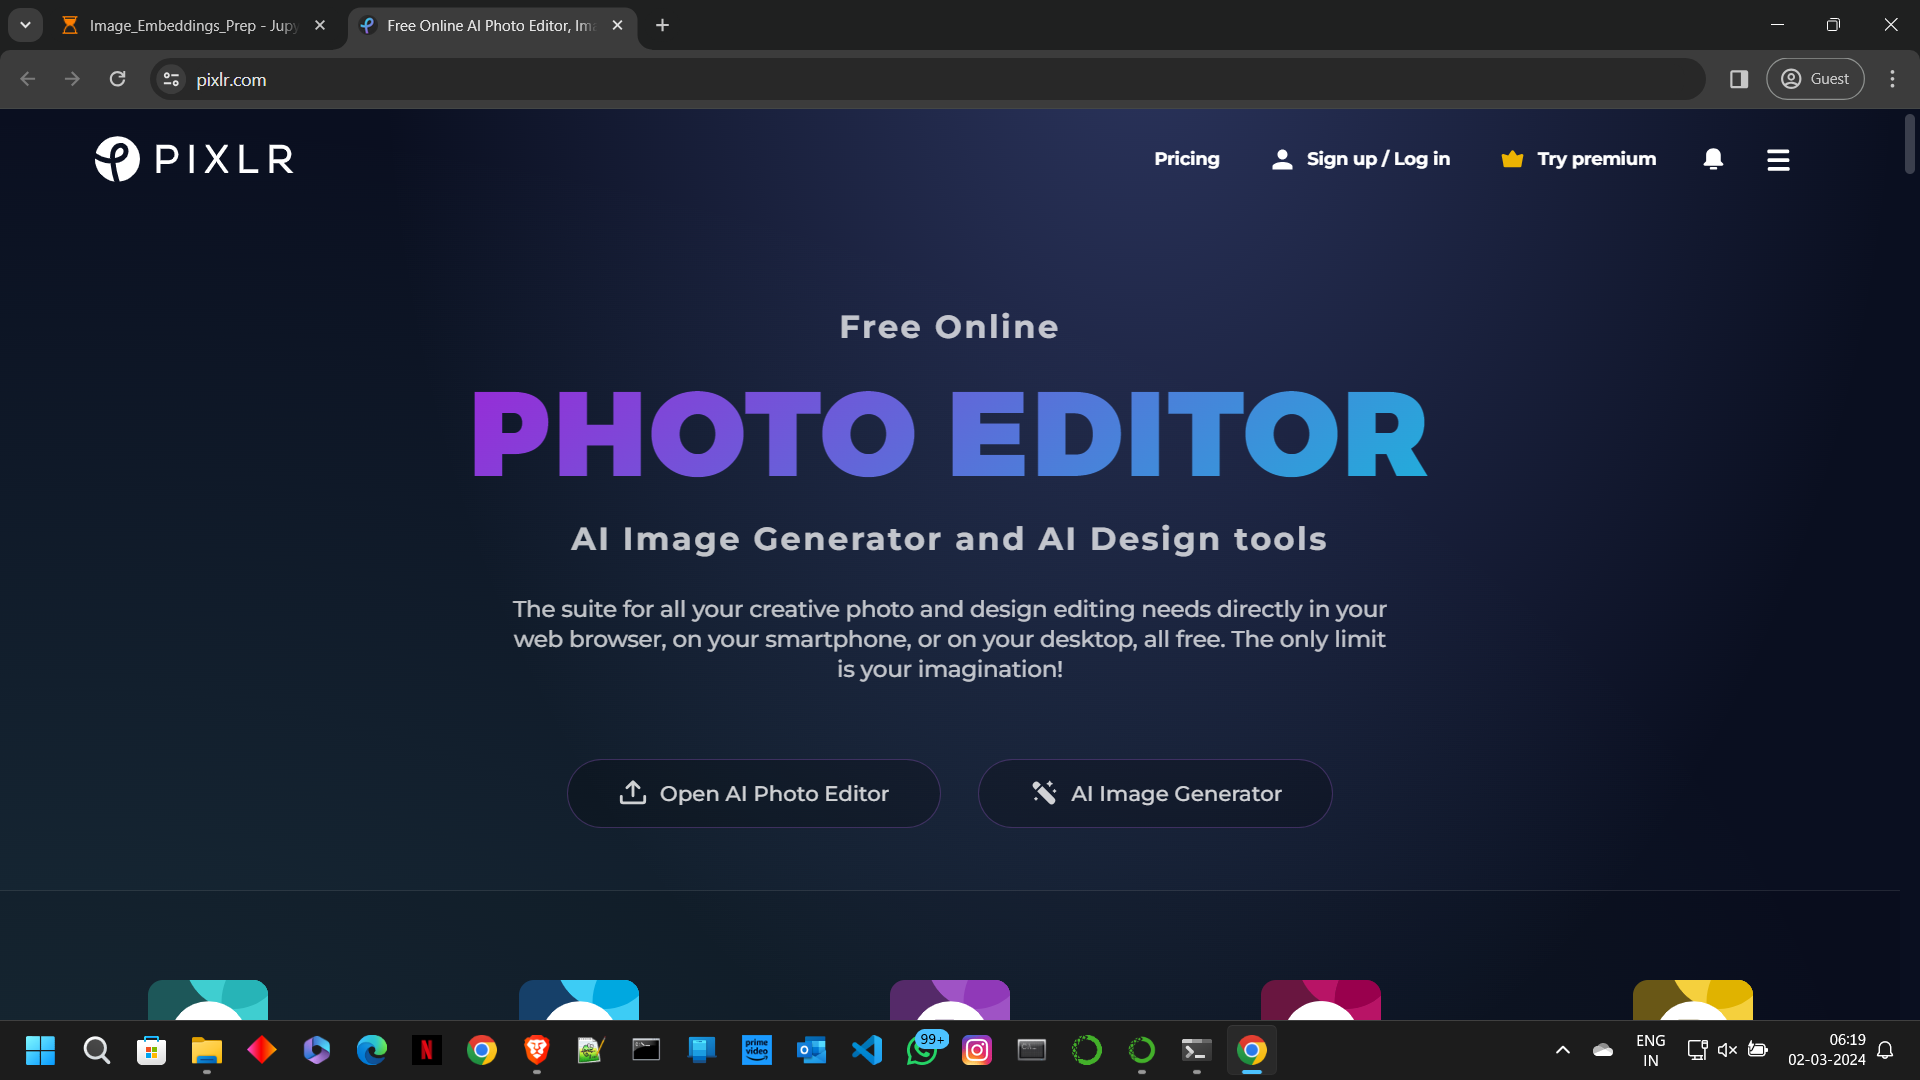 Image_Embeddings_Prep - Jupy
Free Online AI Photo Editor, Im
pixlr.com
Guest
PIXLR
Pricing
Sign up / Log in
Try premium
Free Online
PHOTO EDITOR
AI Image Generator and AI Design tools
The suite for all your creative photo and design editing needs directly in your
web browser, on your smartphone, or on your desktop, all free. The only limit
is your imagination!
Open AI Photo Editor
AI Image Generator
prime video
99+
ENG
IN
06:19
02-03-2024